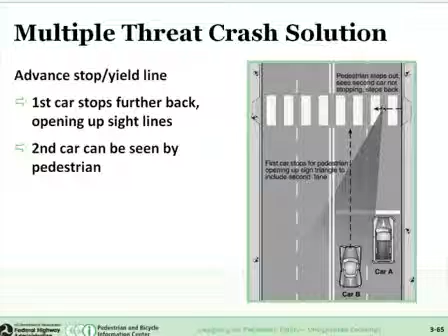 Multiple Threat Crash Solution
Advance stop/yield line
1st car stops further back,
opening up sight lines
2nd car can be seen by
pedestrian
Pedestrian steps out,
sees second car not
stopping, steps back
First car stops for pedestrian
opening up sign triangle to
include second lane
Car A
Car B
Federal Highway
Administration
Pedestrian and Bicycle
Information Center
3-65